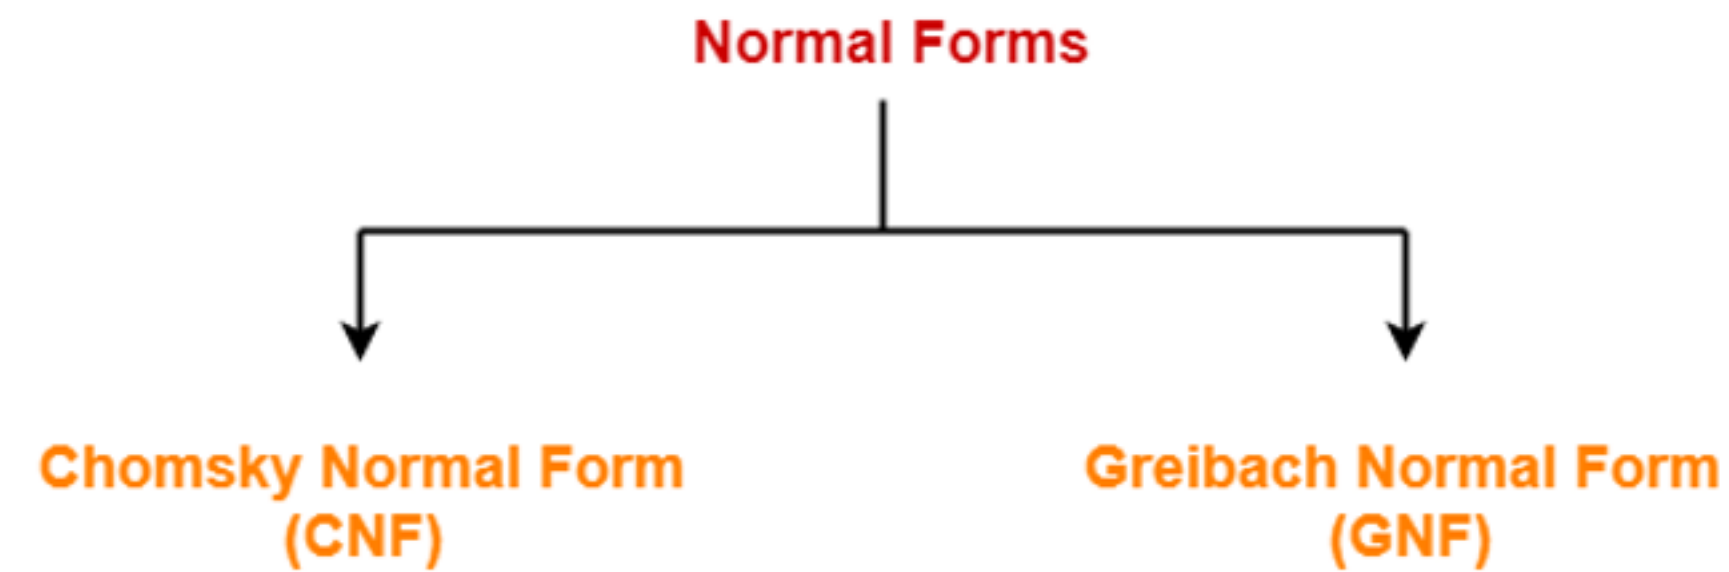 Normal Forms
Chomsky Normal Form
(CNF)
Greibach Normal Form
(GNF)